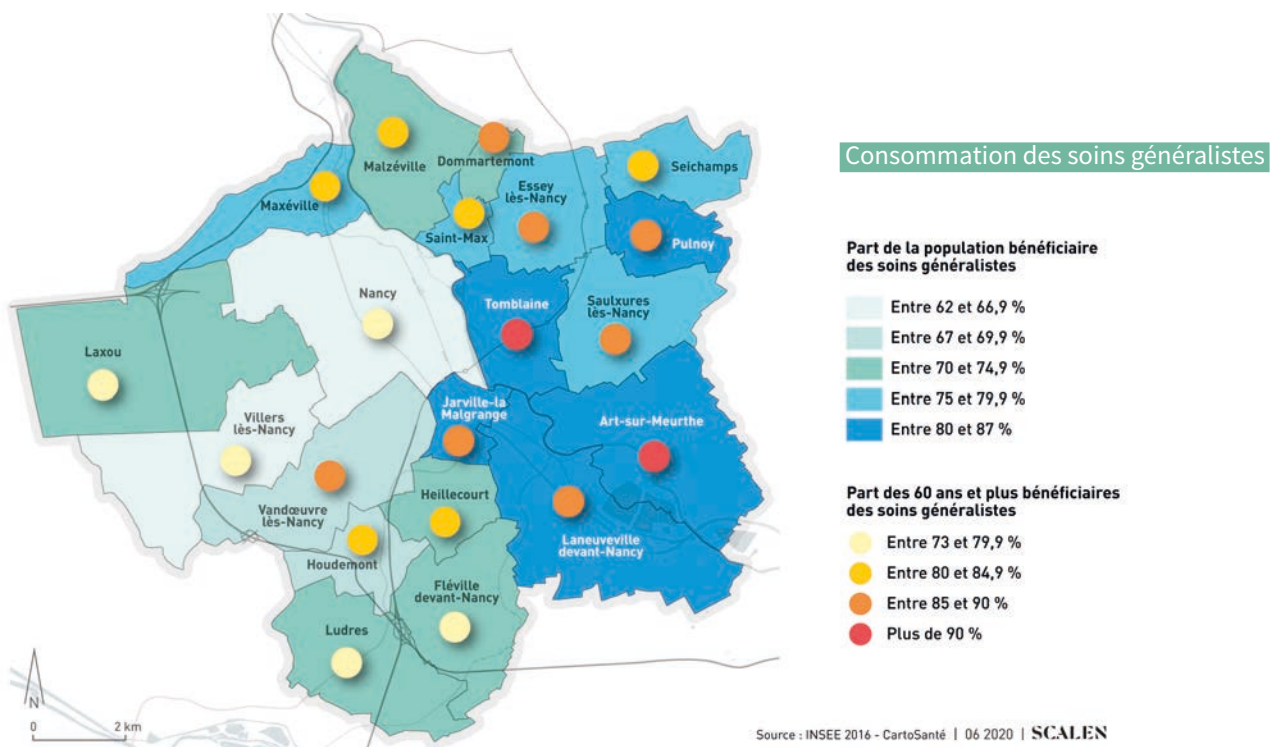 Consommation des soins généralistes
Malzéville
Dommartemont
Seichamps
Essey
lès-Nancy
Maxéville
Saint-Max
Pulnoy
Nancy
Tomblaine
Saulxures
lès-Nancy
Laxou
Jarville-la
Malgrange
Villers
lès-Nancy
Art-sur-Meurthe
Heillecourt
Vandœuvre
lès-Nancy
Laneuveville
devant-Nancy
Houdemont
Fléville
devant-Nancy
Ludres
N
0 2 km
Part de la population bénéficiaire
des soins généralistes
Entre 62 et 66,9 %
Entre 67 et 69,9 %
Entre 70 et 74,9 %
Entre 75 et 79,9 %
Entre 80 et 87 %
Part des 60 ans et plus bénéficiaires
des soins généralistes
Entre 73 et 79,9 %
Entre 80 et 84,9 %
Entre 85 et 90 %
Plus de 90 %
Source : INSEE 2016 - CartoSanté | 06 2020 | SCALEN